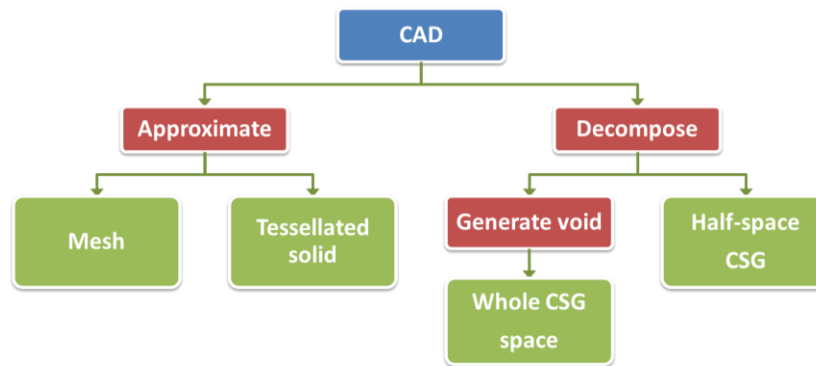 CAD
Approximate
Decompose
Mesh
Tessellated
solid
Generate void
Half-space
CSG
Whole CSG
space